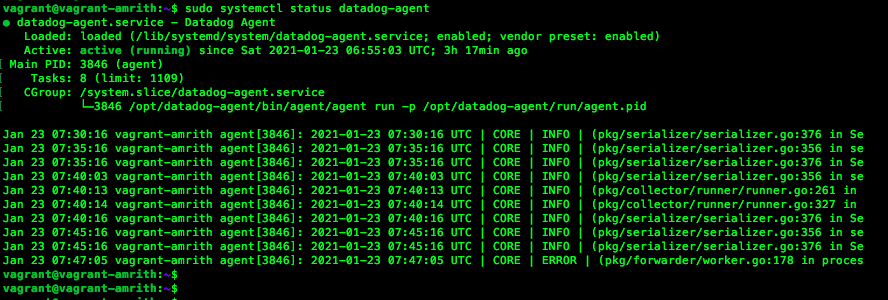 vagrant@vagrant-amrith:~$ sudo systemctl status datadog-agent
● datadog-agent.service - Datadog Agent
Loaded: loaded (/lib/systemd/system/datadog-agent.service; enabled; vendor preset: enabled)
Active: active (running) since Sat 2021-01-23 06:55:03 UTC; 3h 17min ago
Main PID: 3846 (agent)
Tasks: 8 (limit: 1109)
CGroup: /system.slice/datadog-agent.service
└─3846 /opt/datadog-agent/bin/agent/agent run -p /opt/datadog-agent/run/agent.pid
Jan 23 07:30:16 vagrant-amrith agent[3846]: 2021-01-23 07:30:16 UTC | CORE | INFO | (pkg/serializer/serializer.go:376 in Se
Jan 23 07:35:16 vagrant-amrith agent[3846]: 2021-01-23 07:35:16 UTC | CORE | INFO | (pkg/serializer/serializer.go:356 in se
Jan 23 07:35:16 vagrant-amrith agent[3846]: 2021-01-23 07:35:16 UTC | CORE | INFO | (pkg/serializer/serializer.go:376 in Se
Jan 23 07:40:03 vagrant-amrith agent[3846]: 2021-01-23 07:40:03 UTC | CORE | INFO | (pkg/serializer/serializer.go:356 in se
Jan 23 07:40:13 vagrant-amrith agent[3846]: 2021-01-23 07:40:13 UTC | CORE | INFO | (pkg/collector/runner/runner.go:261 in
Jan 23 07:40:14 vagrant-amrith agent[3846]: 2021-01-23 07:40:14 UTC | CORE | INFO | (pkg/collector/runner/runner.go:327 in
Jan 23 07:40:16 vagrant-amrith agent[3846]: 2021-01-23 07:40:16 UTC | CORE | INFO | (pkg/serializer/serializer.go:376 in Se
Jan 23 07:45:16 vagrant-amrith agent[3846]: 2021-01-23 07:45:16 UTC | CORE | INFO | (pkg/serializer/serializer.go:356 in se
Jan 23 07:45:16 vagrant-amrith agent[3846]: 2021-01-23 07:45:16 UTC | CORE | INFO | (pkg/serializer/serializer.go:376 in Se
Jan 23 07:47:05 vagrant-amrith agent[3846]: 2021-01-23 07:47:05 UTC | CORE | ERROR | (pkg/forwarder/worker.go:178 in proces
vagrant@vagrant-amrith:~$
vagrant@vagrant-amrith:~$
vagrant@vagrant-amrith:~$